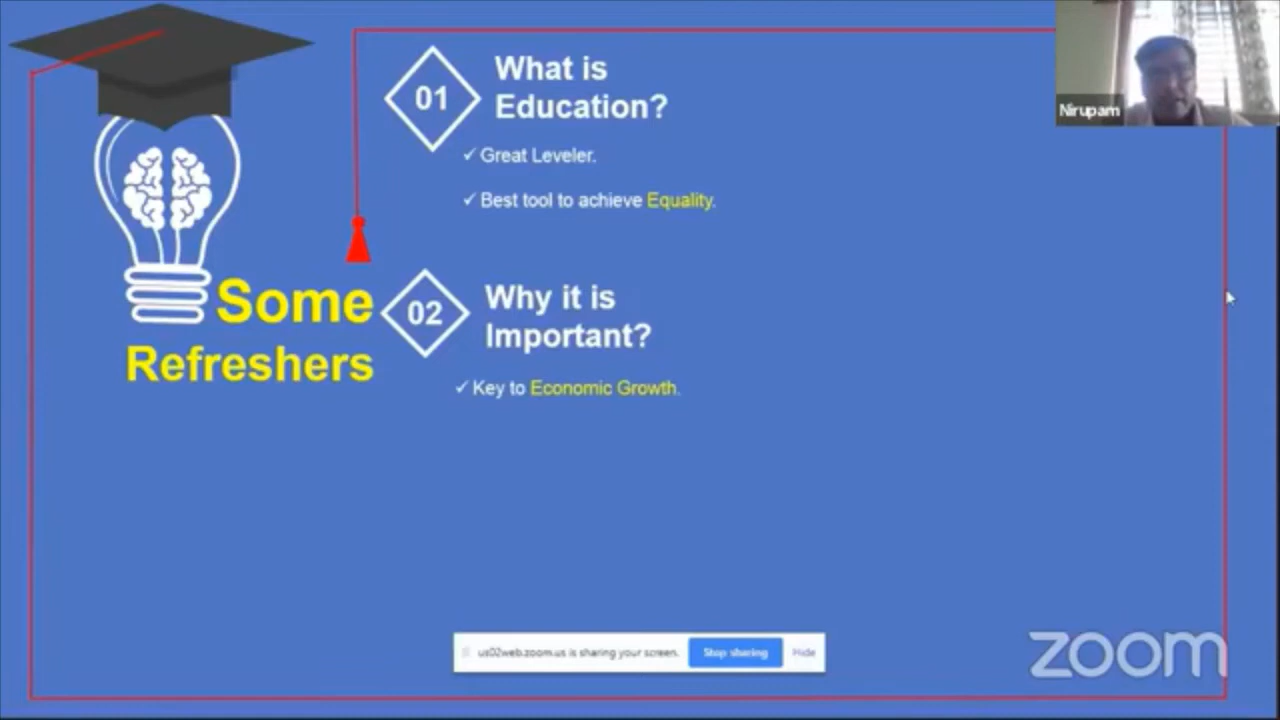 Some
Refreshers
01
What is
Education?
✓ Great Leveler.
✓ Best tool to achieve Equality.
02
Why it is
Important?
✓ Key to Economic Growth.
Nirupam
us02web.zoom.us is sharing your screen.
Stop sharing
Hide
zoom